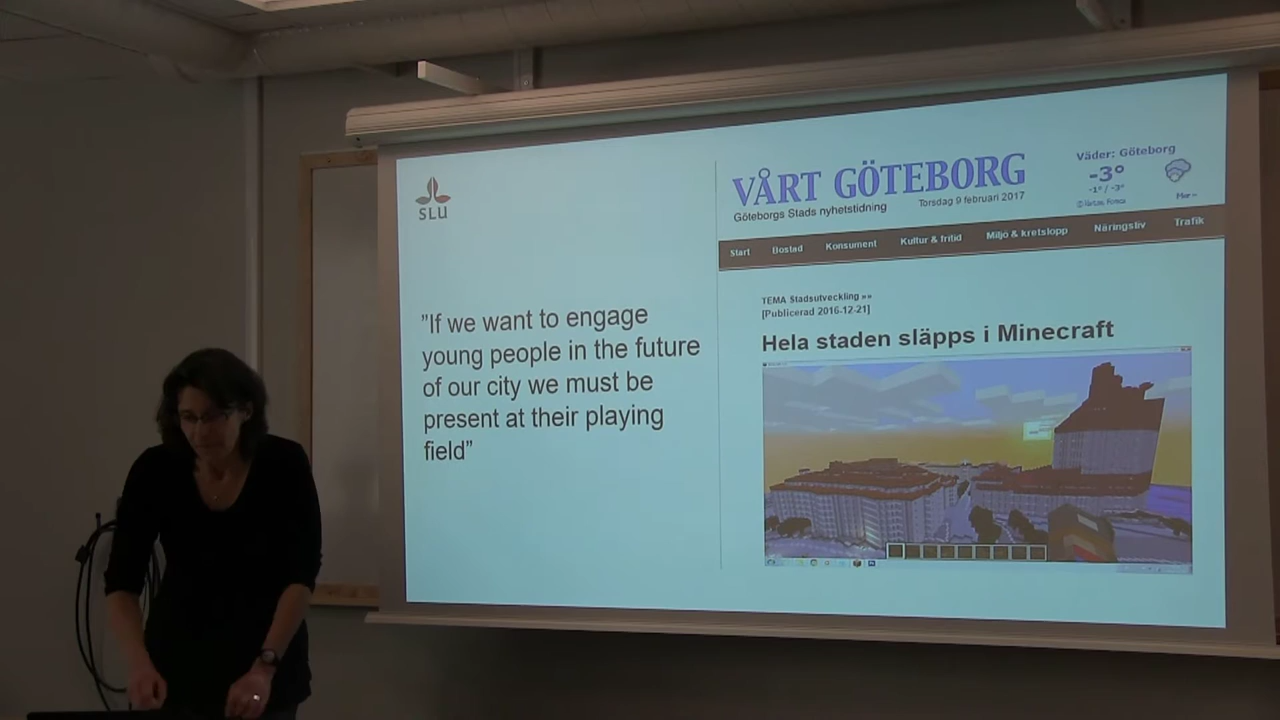 SLU
"If we want to engage
young people in the future
of our city we must be
present at their playing
field"
VÅRT GÖTEBORG
Göteborgs Stads nyhetstidning
Torsdag 9 februari 2017
Väder: Göteborg
-3°
-1° / -3°
Mer »
Start Bostad Konsument Kultur & fritid Miljö & kretslopp Näringsliv Trafik
TEMA Stadsutveckling »»
[Publicerad 2016-12-21]
Hela staden släpps i Minecraft